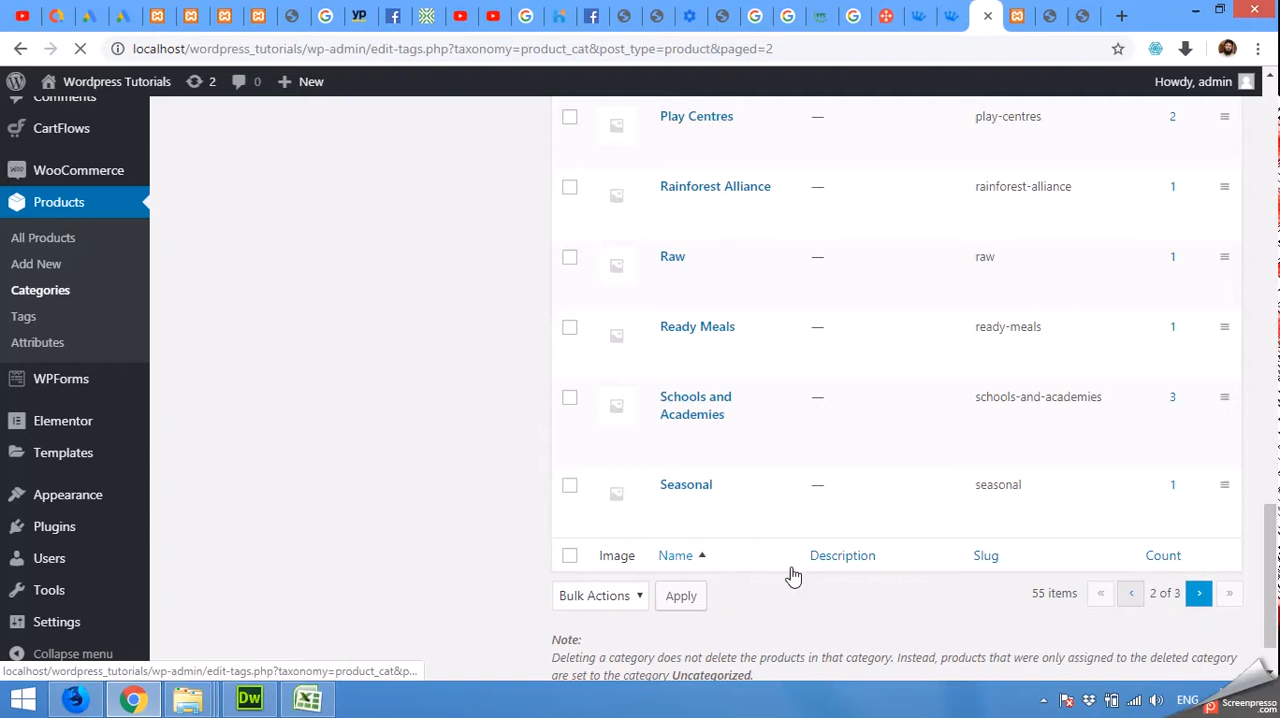 localhost/wordpress_tutorials/wp-admin/edit-tags.php?taxonomy=product_cat&post_type=product&paged=2
Wordpress Tutorials 2 0 New Howdy, admin
Comments
CartFlows
WooCommerce
Products
All Products
Add New
Categories
Tags
Attributes
WPForms
Elementor
Templates
Appearance
Plugins
Users
Tools
Settings
Collapse menu
Play Centres — play-centres 2
Rainforest Alliance — rainforest-alliance 1
Raw — raw 1
Ready Meals — ready-meals 1
Schools and Academies — schools-and-academies 3
Seasonal — seasonal 1
Image Name Description Slug Count
Bulk Actions Apply 55 items « ‹ 2 of 3 › »
Note:
Deleting a category does not delete the products in that category. Instead, products that were only assigned to the deleted category
are set to the category Uncategorized.
localhost/wordpress_tutorials/wp-admin/edit-tags.php?taxonomy=product_cat&p...
Dw
ENG
Screenpresso
.com